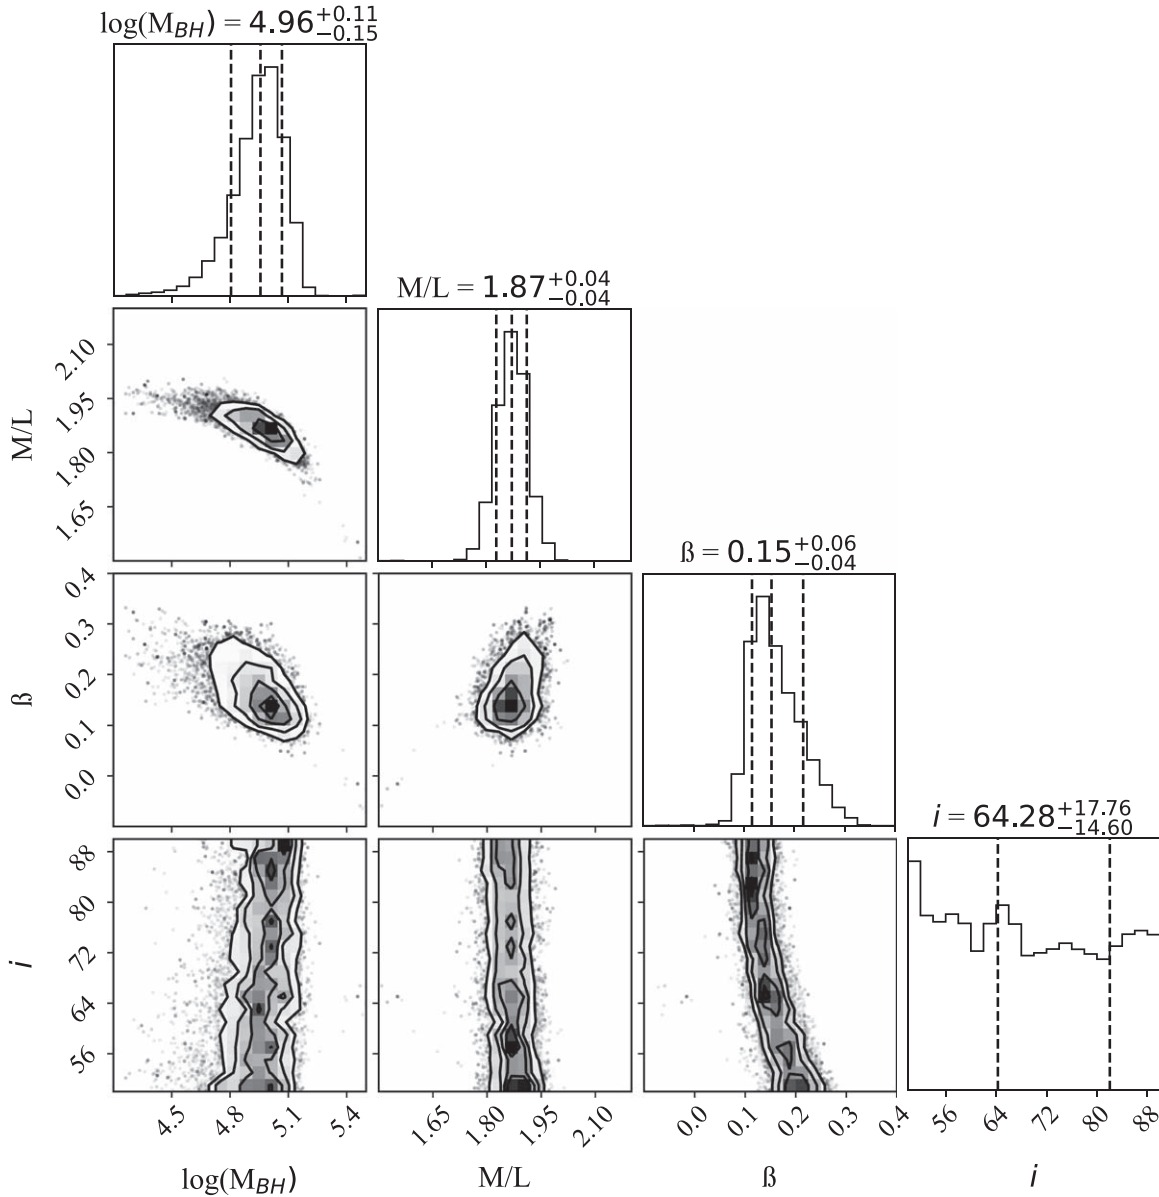 log(M_BH) = 4.96^{+0.11}_{−0.15}
M/L = 1.87^{+0.04}_{−0.04}
2.10
1.95
1.80
1.65
M/L
ß = 0.15^{+0.06}_{−0.04}
0.4
0.3
0.2
0.1
0.0
ß
i = 64.28^{+17.76}_{−14.60}
88
80
72
64
56
i
4.5 4.8 5.1 5.4
1.65 1.80 1.95 2.10
0.0 0.1 0.2 0.3 0.4
56 64 72 80 88
log(M_BH) M/L ß i